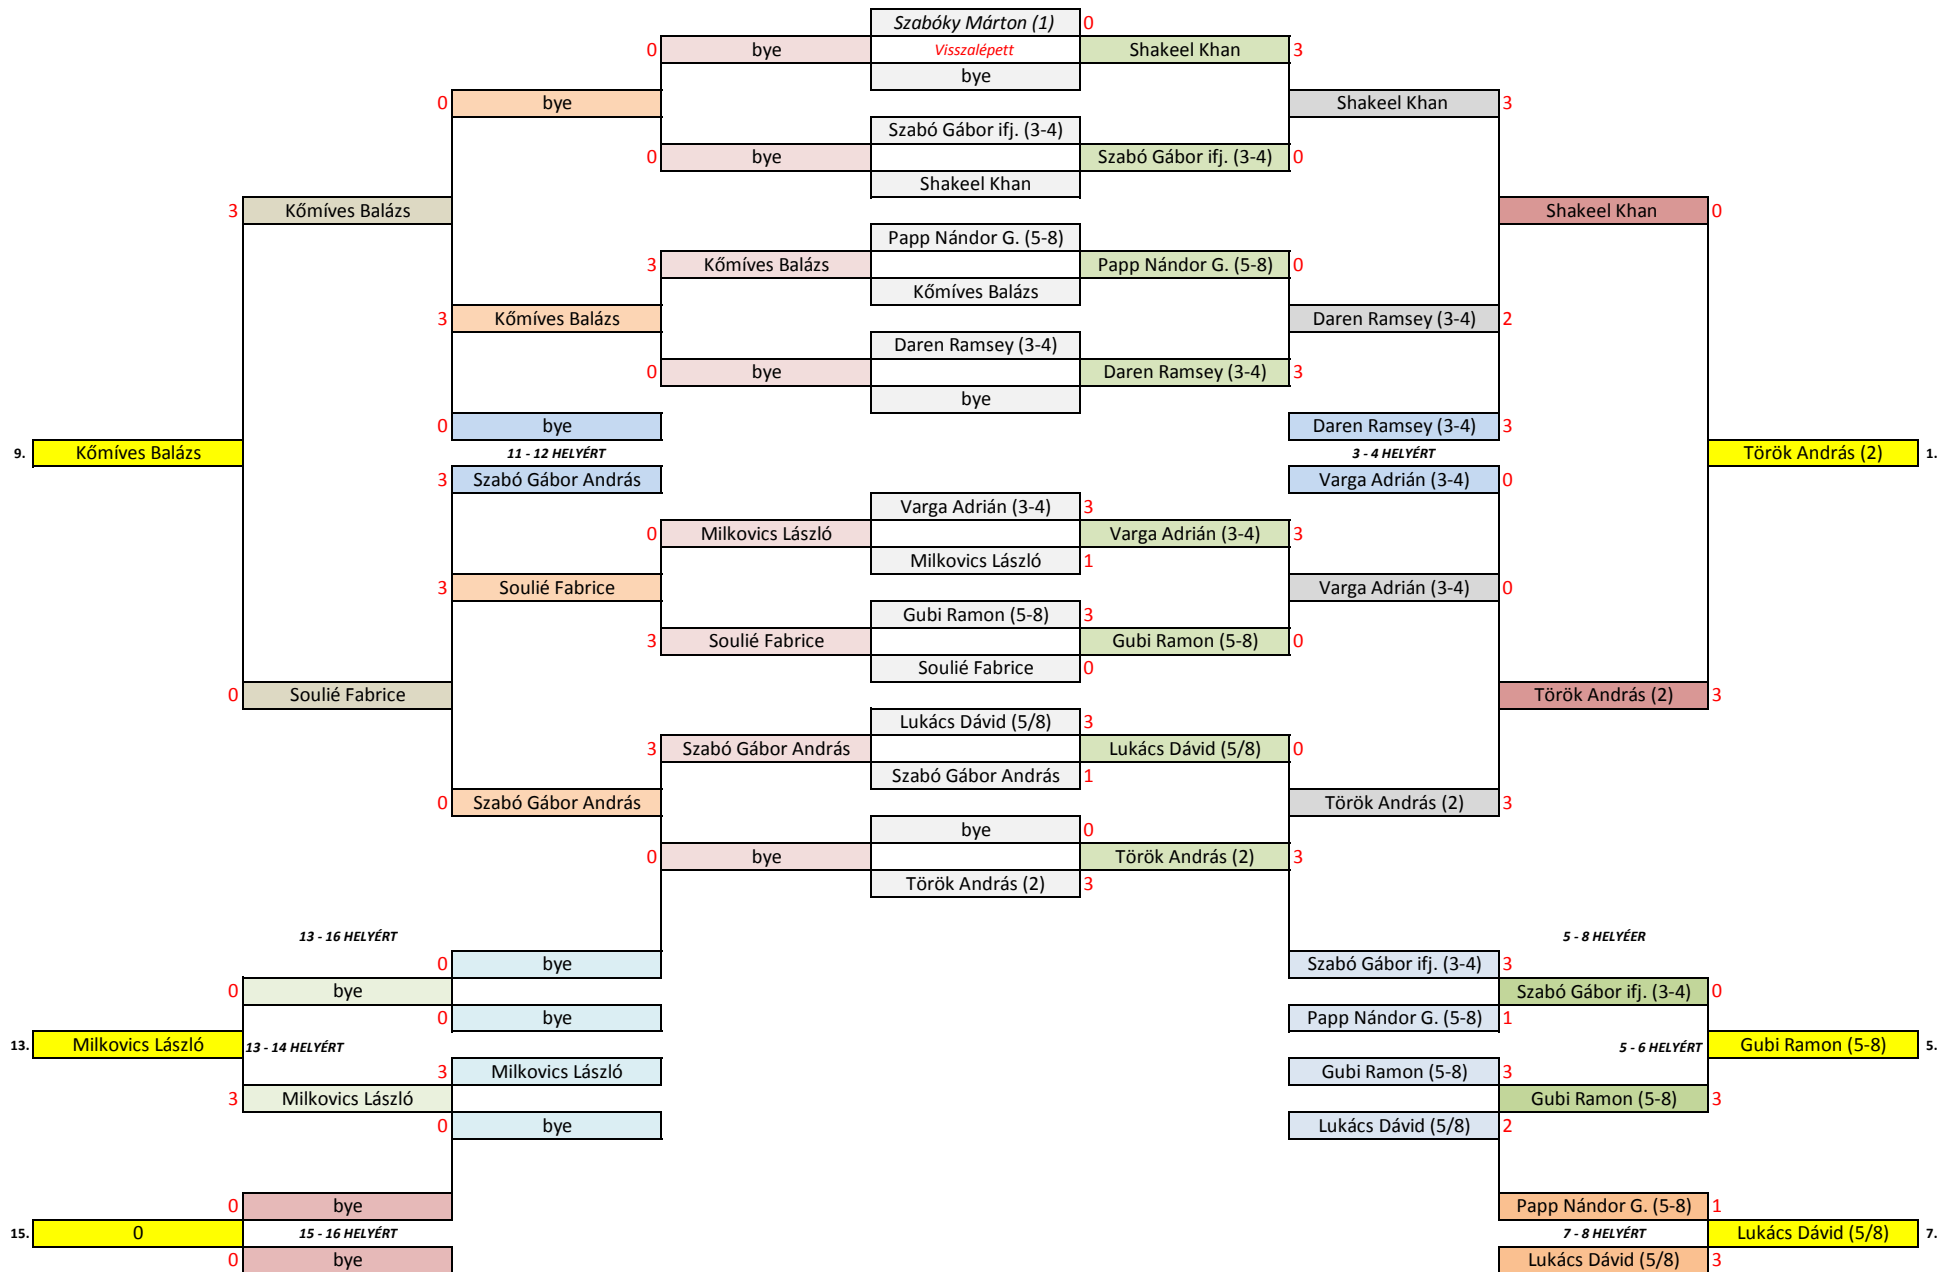 Szabóky Márton (1) 0
0 bye Visszalépett Shakeel Khan 3
bye
0 bye Shakeel Khan 3
Szabó Gábor ifj. (3-4)
0 bye Szabó Gábor ifj. (3-4) 0
Shakeel Khan
3 Kőmíves Balázs Shakeel Khan 0
Papp Nándor G. (5-8)
3 Kőmíves Balázs Papp Nándor G. (5-8) 0
Kőmíves Balázs
3 Kőmíves Balázs Daren Ramsey (3-4) 2
Daren Ramsey (3-4)
0 bye Daren Ramsey (3-4) 3
bye
0 bye Daren Ramsey (3-4) 3
9. Kőmíves Balázs 11 - 12 HELYÉRT 3 - 4 HELYÉRT Török András (2) 1.
3 Szabó Gábor András Varga Adrián (3-4) 0
Varga Adrián (3-4) 3
0 Milkovics László Varga Adrián (3-4) 3
Milkovics László 1
3 Soulié Fabrice Varga Adrián (3-4) 0
Gubi Ramon (5-8) 3
3 Soulié Fabrice Gubi Ramon (5-8) 0
Soulié Fabrice 0
0 Soulié Fabrice Török András (2) 3
Lukács Dávid (5/8) 3
3 Szabó Gábor András Lukács Dávid (5/8) 0
Szabó Gábor András 1
0 Szabó Gábor András Török András (2) 3
bye 0
0 bye Török András (2) 3
Török András (2) 3
13 - 16 HELYÉRT 5 - 8 HELYÉER
0 bye Szabó Gábor ifj. (3-4) 3
0 bye Szabó Gábor ifj. (3-4) 0
0 bye Papp Nándor G. (5-8) 1
13. Milkovics László 13 - 14 HELYÉRT 5 - 6 HELYÉRT Gubi Ramon (5-8) 5.
3 Milkovics László Gubi Ramon (5-8) 3
3 Milkovics László Gubi Ramon (5-8) 3
0 bye Lukács Dávid (5/8) 2
0 bye Papp Nándor G. (5-8) 1
15. 0 15 - 16 HELYÉRT 7 - 8 HELYÉRT Lukács Dávid (5/8) 7.
0 bye Lukács Dávid (5/8) 3